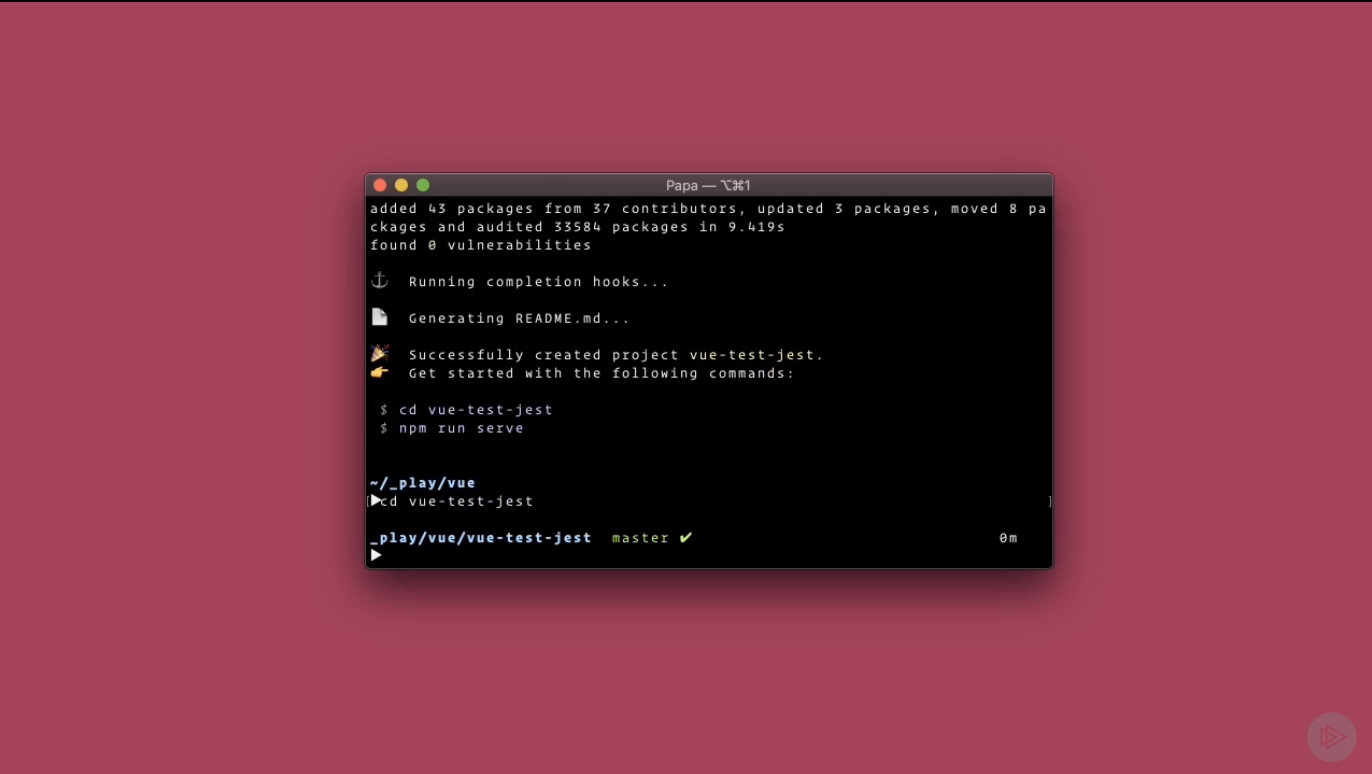 Papa — ⌥⌘1
added 43 packages from 37 contributors, updated 3 packages, moved 8 pa
ckages and audited 33584 packages in 9.419s
found 0 vulnerabilities
⚓ Running completion hooks...
📄 Generating README.md...
🎉 Successfully created project vue-test-jest.
👉 Get started with the following commands:
$ cd vue-test-jest
$ npm run serve
~/_play/vue
[▶cd vue-test-jest ]
_play/vue/vue-test-jest master ✔ 0m
▶